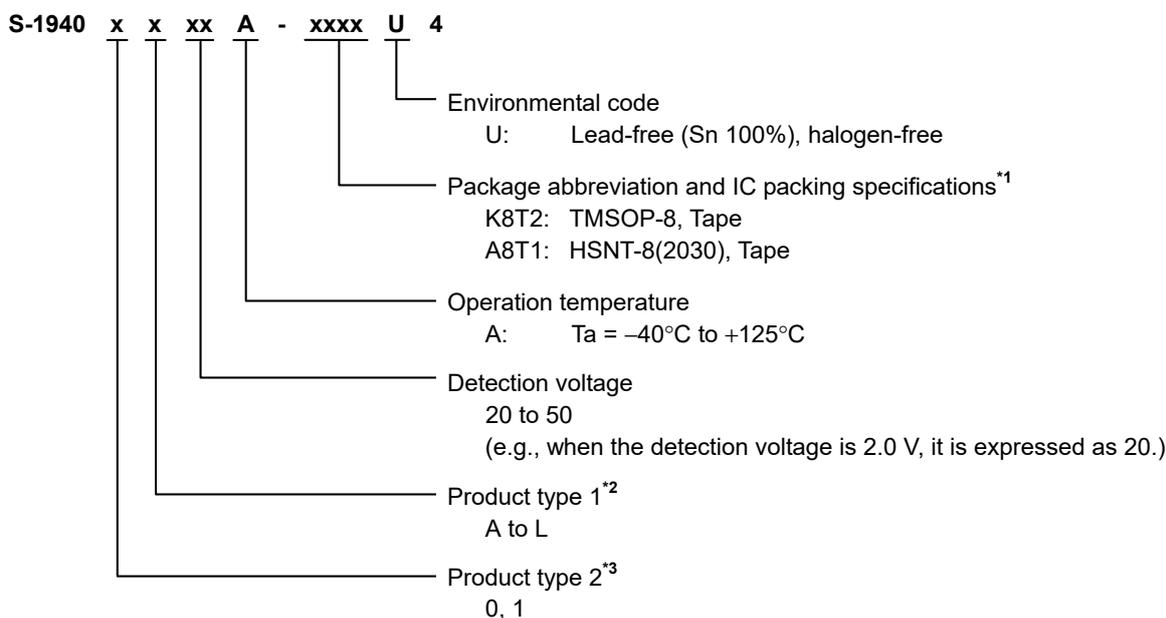 S-1940 x x xx A - xxxx U 4
Environmental code
U: Lead-free (Sn 100%), halogen-free
Package abbreviation and IC packing specifications*1
K8T2: TMSOP-8, Tape
A8T1: HSNT-8(2030), Tape
Operation temperature
A: Ta = −40°C to +125°C
Detection voltage
20 to 50
(e.g., when the detection voltage is 2.0 V, it is expressed as 20.)
Product type 1*2
A to L
Product type 2*3
0, 1